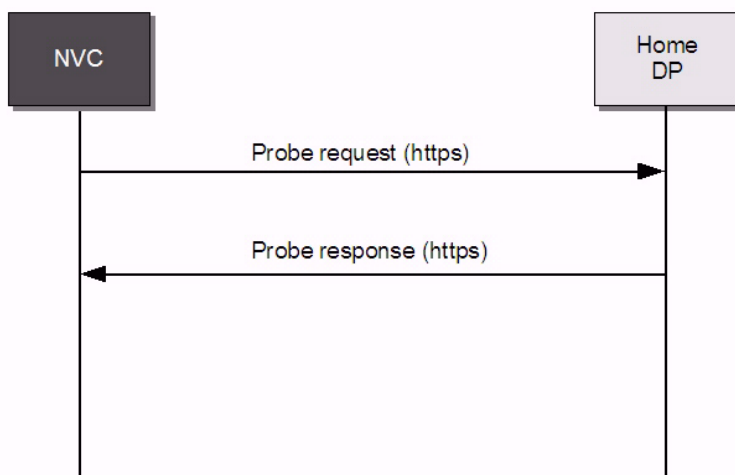 NVC
Home
DP
Probe request (https)
Probe response (https)